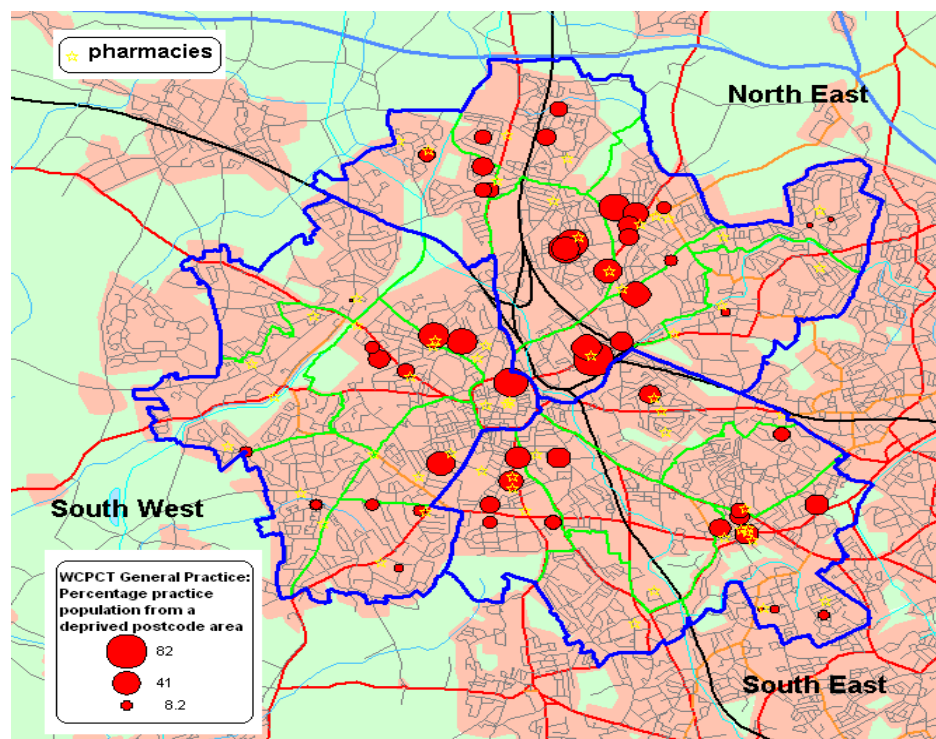 pharmacies
North East
South West
WCPCT General Practice:
Percentage practice
population from a
deprived postcode area
82
41
8.2
South East